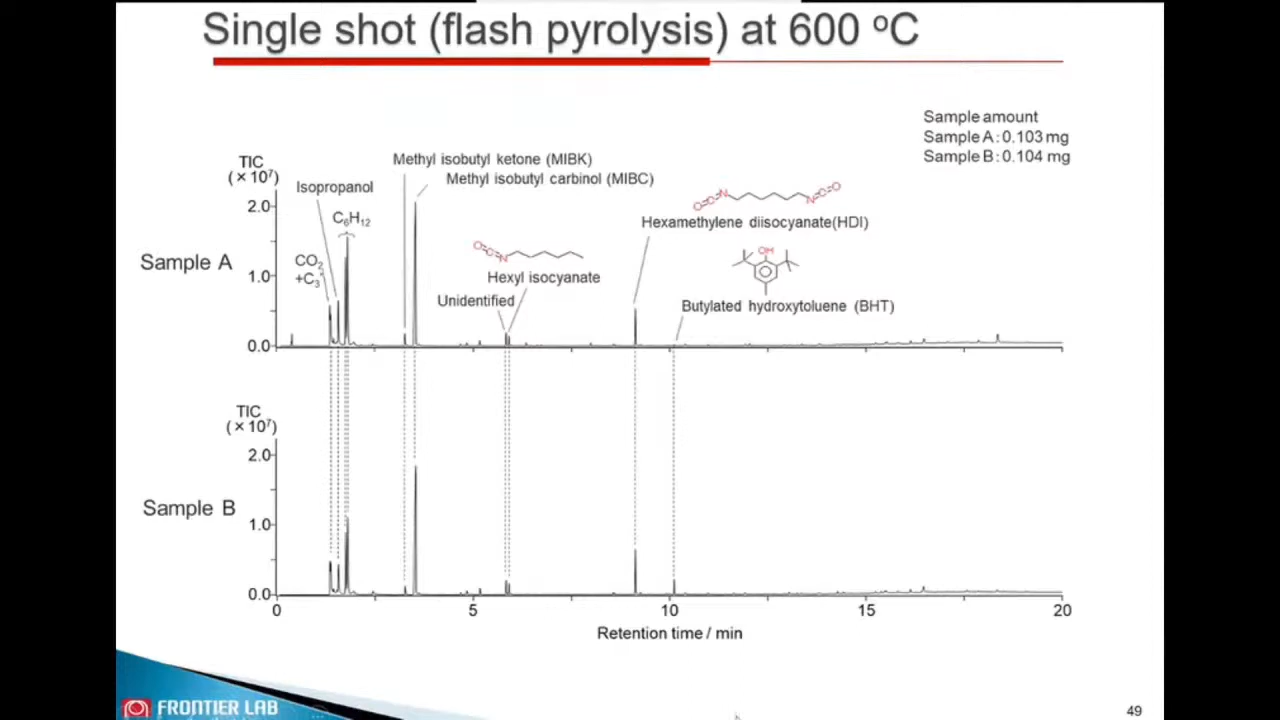 Single shot (flash pyrolysis) at 600 ºC
Sample amount
Sample A : 0.103 mg
Sample B : 0.104 mg
TIC
(×10⁷)
Methyl isobutyl ketone (MIBK)
Methyl isobutyl carbinol (MIBC)
Isopropanol
C₆H₁₂
CO₂
+C₃
Hexamethylene diisocyanate(HDI)
Hexyl isocyanate
Unidentified
Butylated hydroxytoluene (BHT)
O C N
N C O
O C N
OH
Sample A
2.0
1.0
0.0
TIC
(×10⁷)
Sample B
2.0
1.0
0.0
0 5 10 15 20
Retention time / min
FRONTIER LAB
49